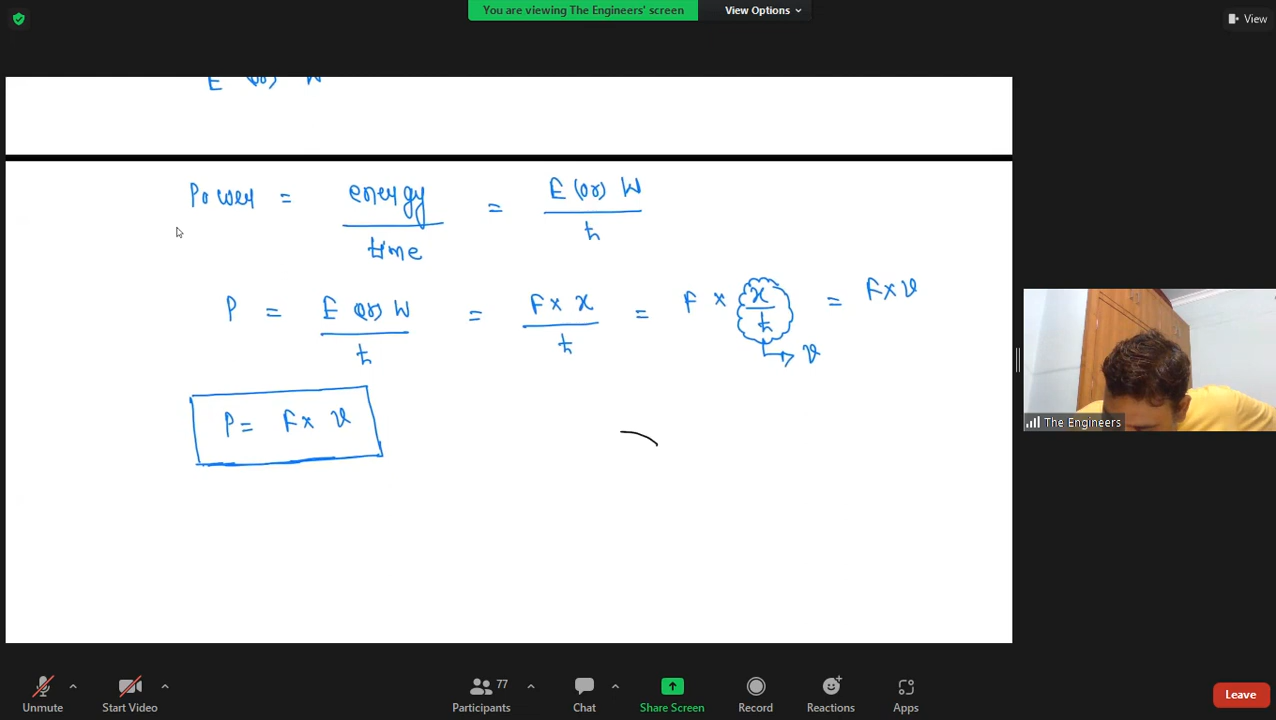 You are viewing The Engineers' screen
View Options
View
E (or) W
Power = energy/time = E (or) W/t
P = E (or) W/t = F × x/t = F × x/t = F × v
v
P = F × v
The Engineers
Unmute
Start Video
77
Participants
Chat
Share Screen
Record
Reactions
Apps
Leave